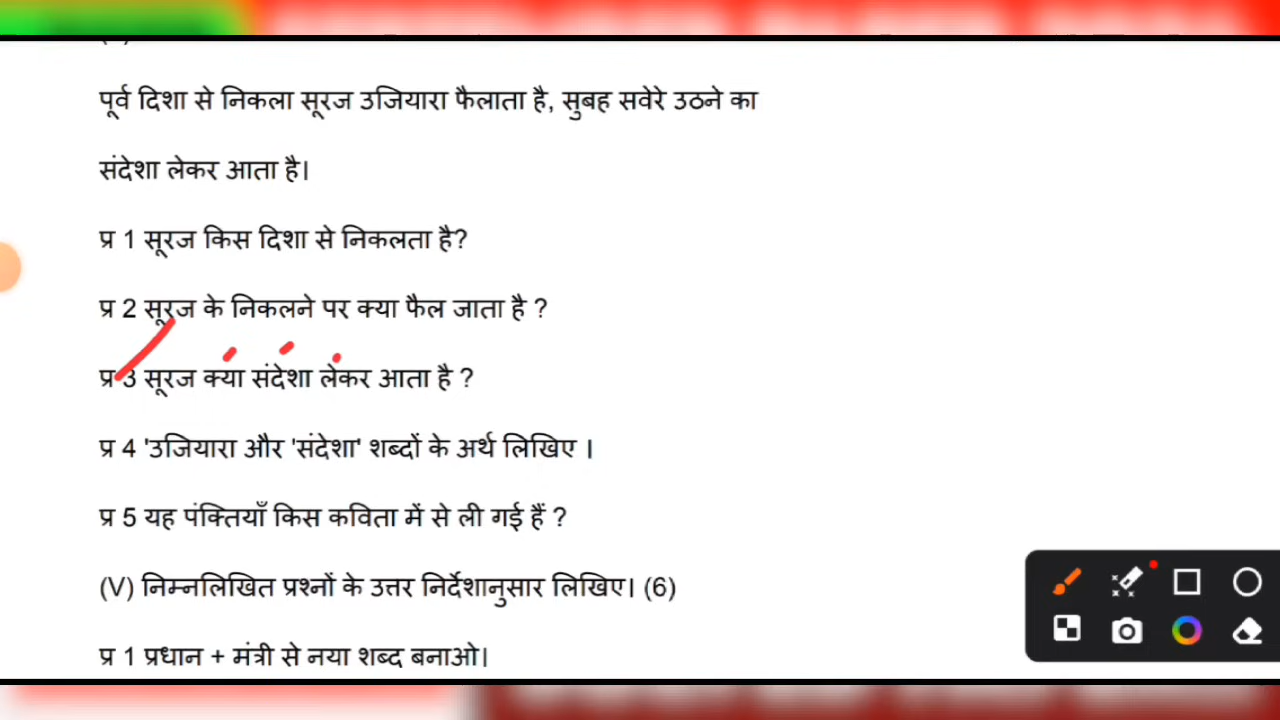 पूर्व दिशा से निकला सूरज उजियारा फैलाता है, सुबह सवेरे उठने का
संदेशा लेकर आता है।
प्र 1 सूरज किस दिशा से निकलता है?
प्र 2 सूरज के निकलने पर क्या फैल जाता है ?
प्र 3 सूरज क्या संदेशा लेकर आता है ?
प्र 4 'उजियारा और 'संदेशा' शब्दों के अर्थ लिखिए ।
प्र 5 यह पंक्तियाँ किस कविता में से ली गई हैं ?
(V) निम्नलिखित प्रश्नों के उत्तर निर्देशानुसार लिखिए। (6)
प्र 1 प्रधान + मंत्री से नया शब्द बनाओ।